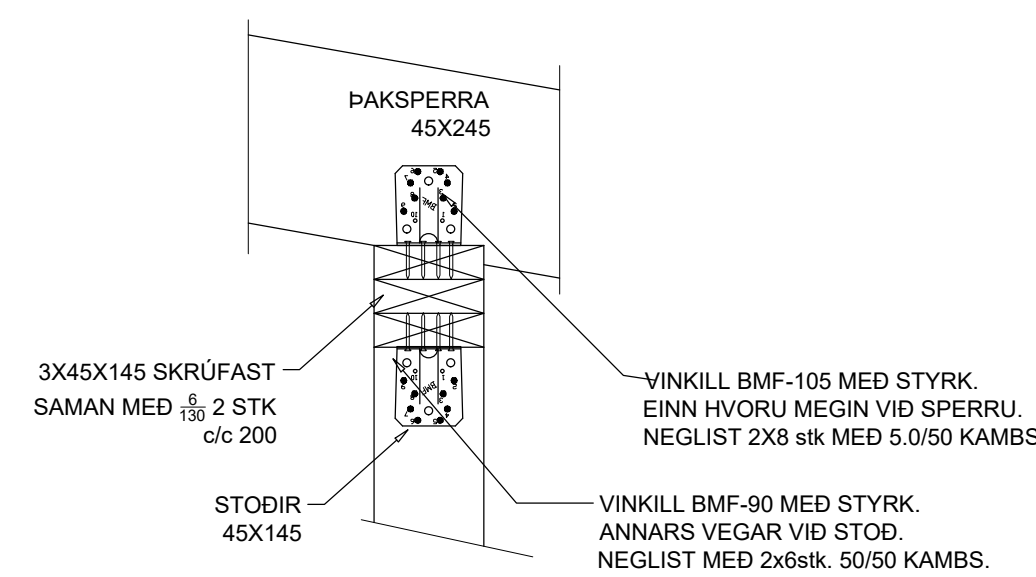 ÞAKSPERRA
45X245
3X45X145 SKRÚFAST
SAMAN MEÐ 6/130 2 STK
c/c 200
STOÐIR
45X145
VINKILL BMF-105 MEÐ STYRK.
EINN HVORU MEGIN VIÐ SPERRU.
NEGLIST 2X8 stk MEÐ 5.0/50 KAMBS
VINKILL BMF-90 MEÐ STYRK.
ANNARS VEGAR VIÐ STOÐ.
NEGLIST MEÐ 2x6stk. 50/50 KAMBS.